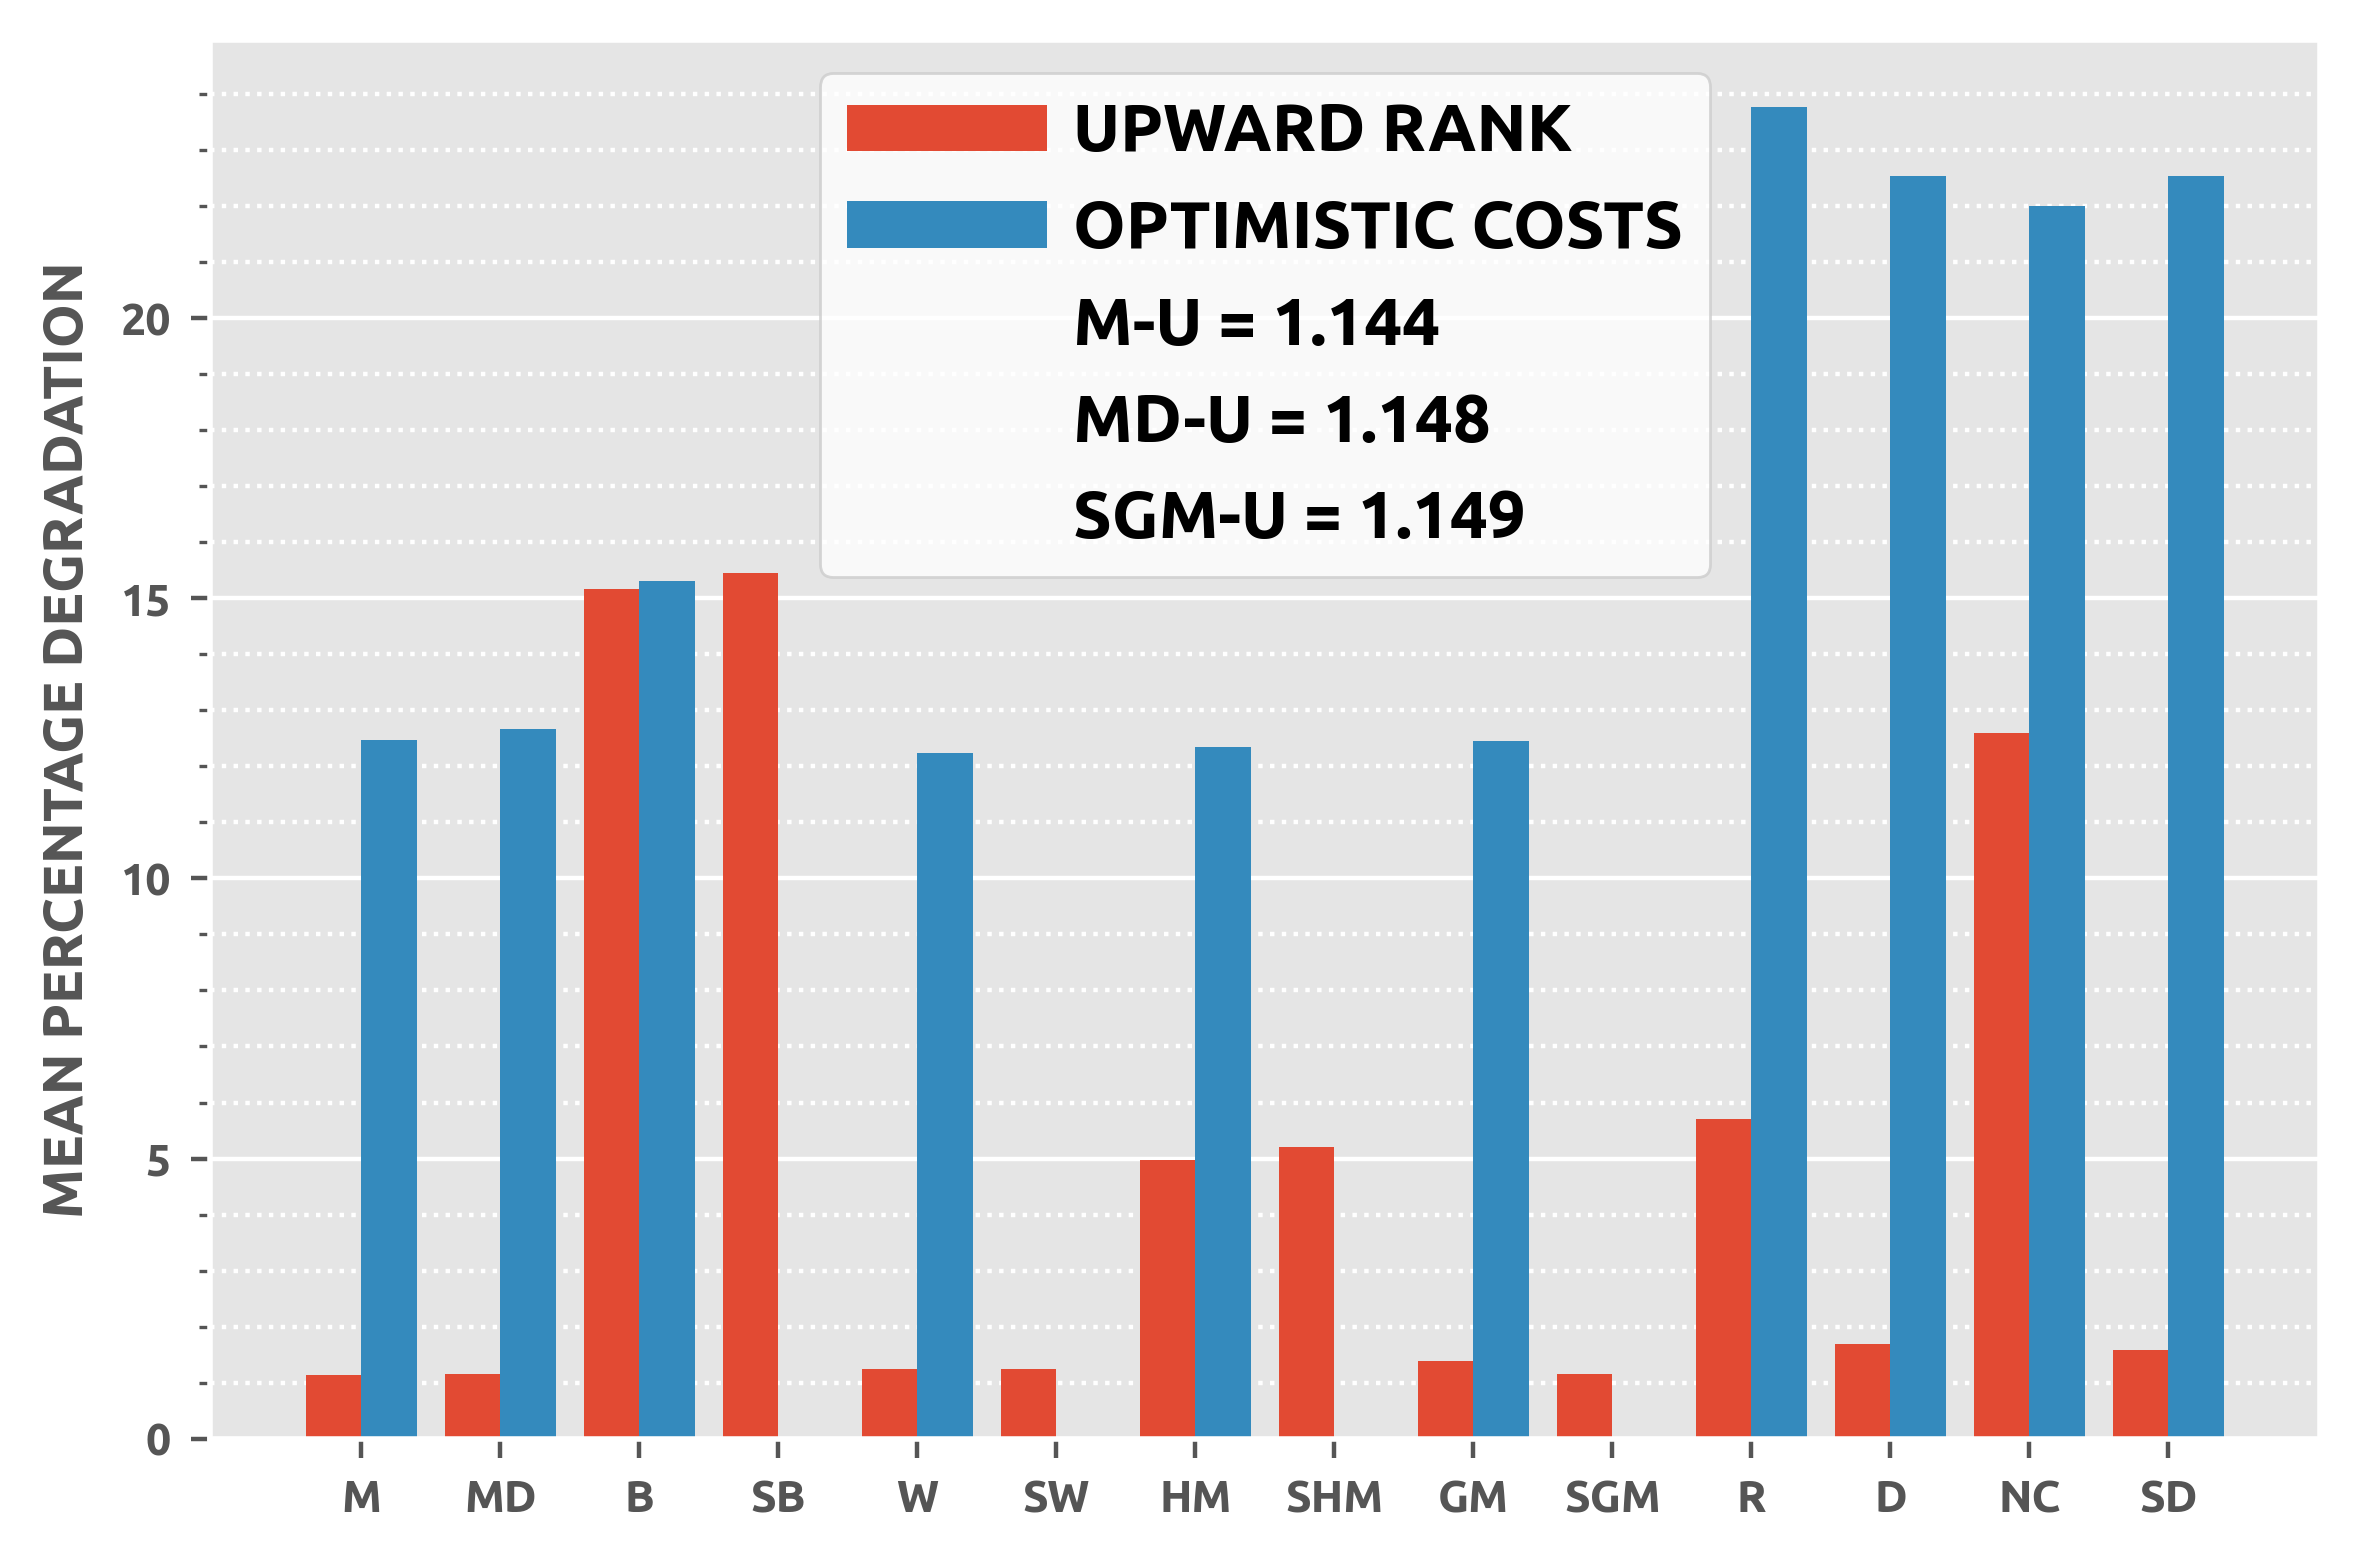 UPWARD RANK
OPTIMISTIC COSTS
M-U = 1.144
MD-U = 1.148
SGM-U = 1.149
MEAN PERCENTAGE DEGRADATION
20
15
10
5
0
M MD B SB W SW HM SHM GM SGM R D NC SD